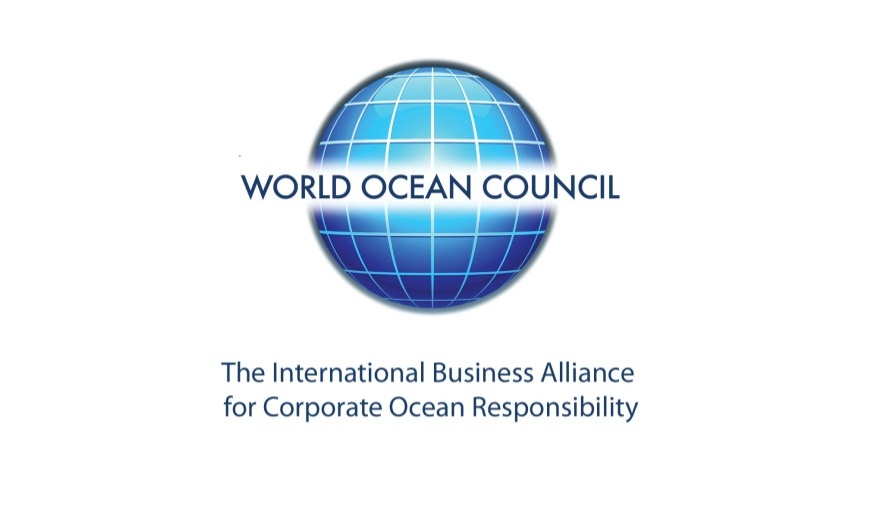 WORLD OCEAN COUNCIL
The International Business Alliance
for Corporate Ocean Responsibility